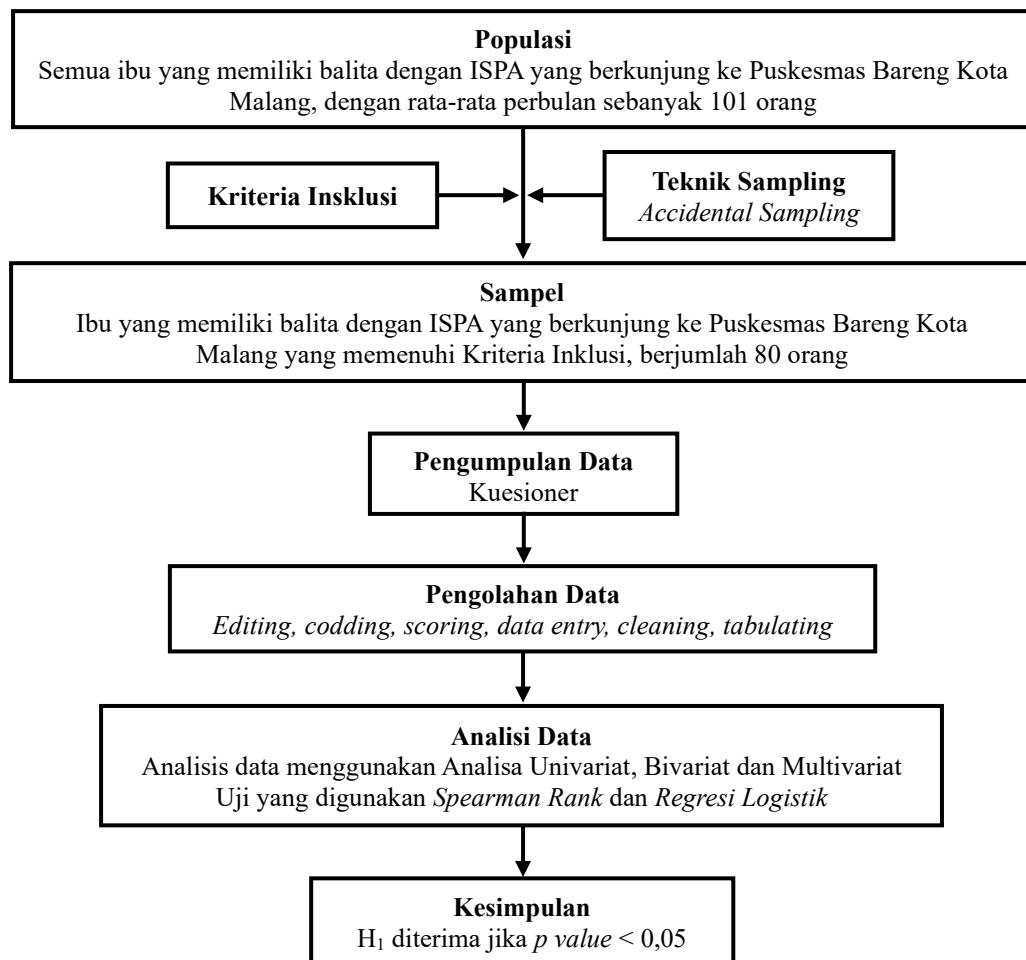 Populasi
Semua ibu yang memiliki balita dengan ISPA yang berkunjung ke Puskesmas Bareng Kota
Malang, dengan rata-rata perbulan sebanyak 101 orang
Kriteria Insklusi
Teknik Sampling
Accidental Sampling
Sampel
Ibu yang memiliki balita dengan ISPA yang berkunjung ke Puskesmas Bareng Kota
Malang yang memenuhi Kriteria Inklusi, berjumlah 80 orang
Pengumpulan Data
Kuesioner
Pengolahan Data
Editing, codding, scoring, data entry, cleaning, tabulating
Analisi Data
Analisis data menggunakan Analisa Univariat, Bivariat dan Multivariat
Uji yang digunakan Spearman Rank dan Regresi Logistik
Kesimpulan
H₁ diterima jika p value < 0,05